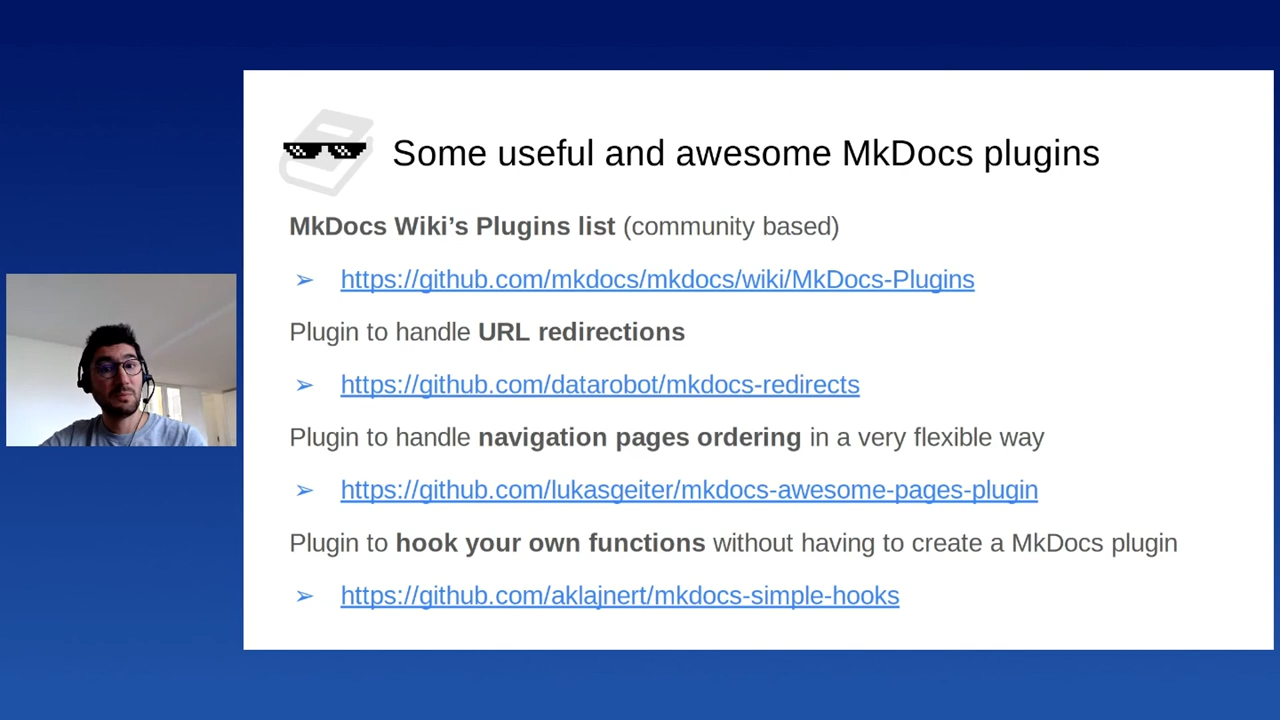 Some useful and awesome MkDocs plugins
MkDocs Wiki’s Plugins list (community based)
➢ https://github.com/mkdocs/mkdocs/wiki/MkDocs-Plugins
Plugin to handle URL redirections
➢ https://github.com/datarobot/mkdocs-redirects
Plugin to handle navigation pages ordering in a very flexible way
➢ https://github.com/lukasgeiter/mkdocs-awesome-pages-plugin
Plugin to hook your own functions without having to create a MkDocs plugin
➢ https://github.com/aklajnert/mkdocs-simple-hooks